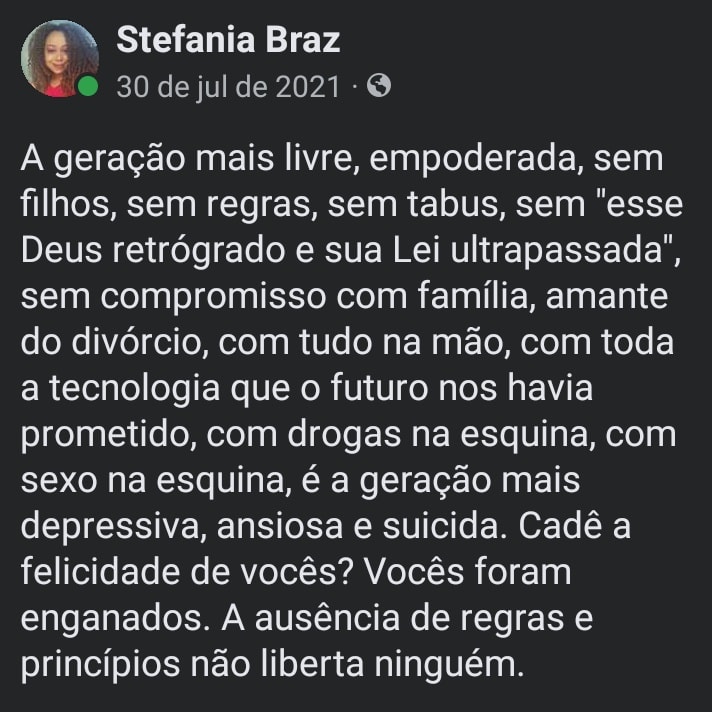 Stefania Braz
30 de jul de 2021 ·
A geração mais livre, empoderada, sem
filhos, sem regras, sem tabus, sem "esse
Deus retrógrado e sua Lei ultrapassada",
sem compromisso com família, amante
do divórcio, com tudo na mão, com toda
a tecnologia que o futuro nos havia
prometido, com drogas na esquina, com
sexo na esquina, é a geração mais
depressiva, ansiosa e suicida. Cadê a
felicidade de vocês? Vocês foram
enganados. A ausência de regras e
princípios não liberta ninguém.